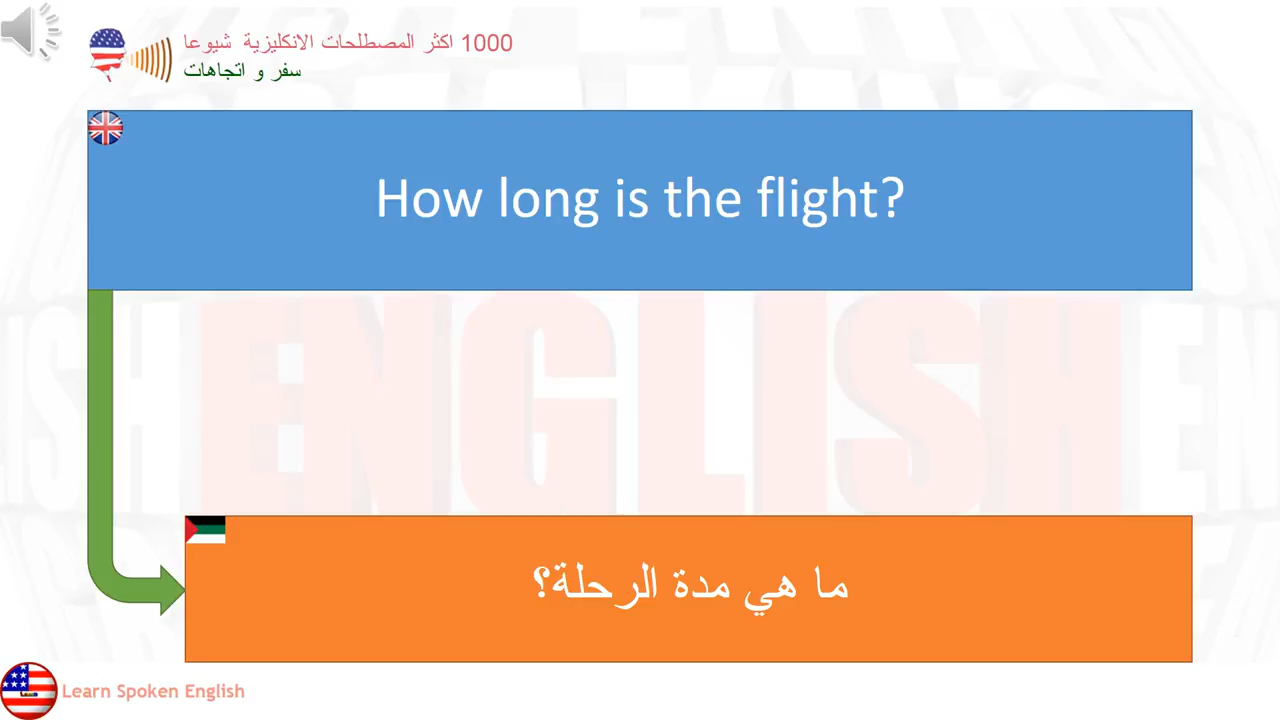 1000 اكثر المصطلحات الانكليزية شيوعا
سفر و اتجاهات
How long is the flight?
ما هي مدة الرحلة؟
Learn Spoken English